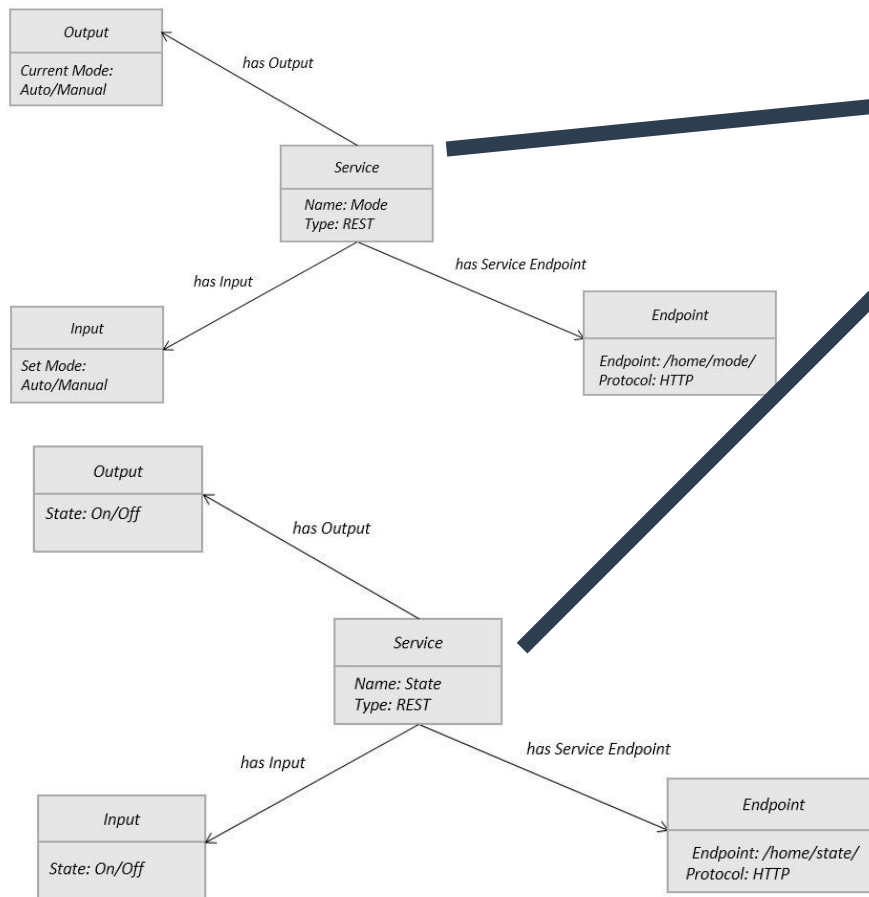 Output
Current Mode:
Auto/Manual
has Output
Service
Name: Mode
Type: REST
has Input
has Service Endpoint
Input
Set Mode:
Auto/Manual
Endpoint
Endpoint: /home/mode/
Protocol: HTTP
Output
State: On/Off
has Output
Service
Name: State
Type: REST
has Input
has Service Endpoint
Input
State: On/Off
Endpoint
Endpoint: /home/state/
Protocol: HTTP